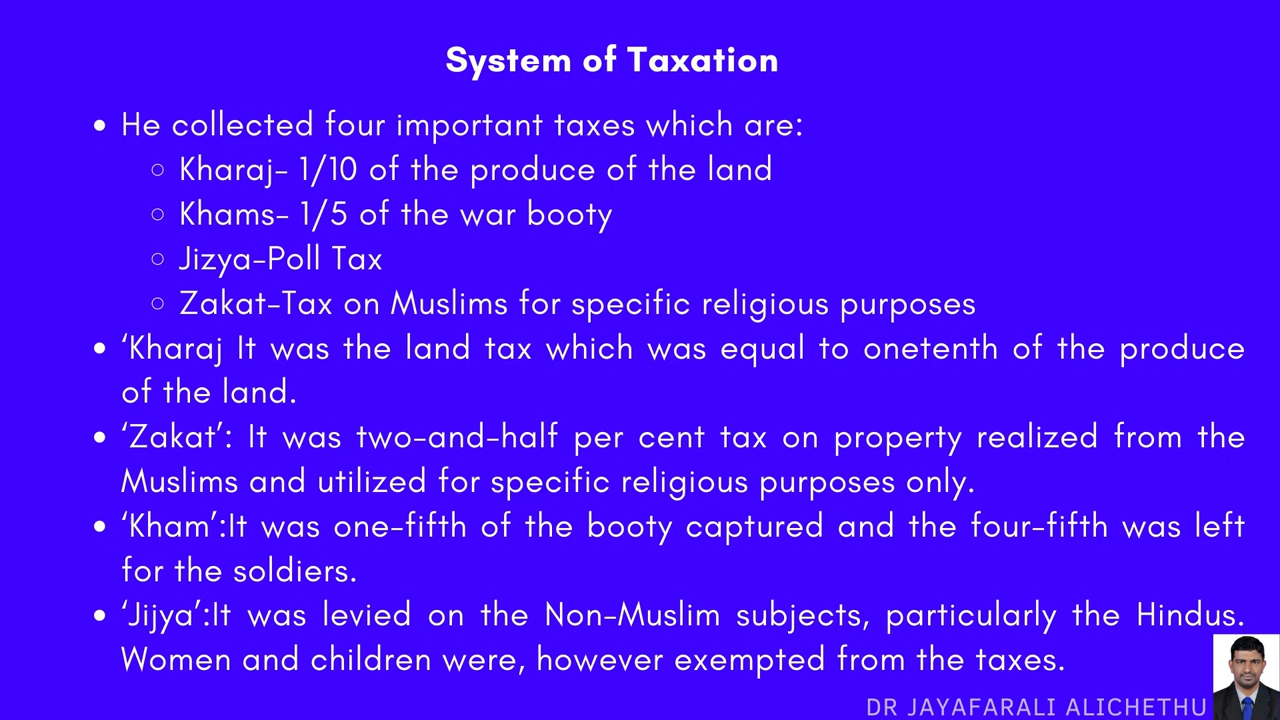 System of Taxation
• He collected four important taxes which are:
○ Kharaj- 1/10 of the produce of the land
○ Khams- 1/5 of the war booty
○ Jizya-Poll Tax
○ Zakat-Tax on Muslims for specific religious purposes
• ‘Kharaj It was the land tax which was equal to onetenth of the produce
of the land.
• ‘Zakat’: It was two-and-half per cent tax on property realized from the
Muslims and utilized for specific religious purposes only.
• ‘Kham’:It was one-fifth of the booty captured and the four-fifth was left
for the soldiers.
• ‘Jijya’:It was levied on the Non-Muslim subjects, particularly the Hindus.
Women and children were, however exempted from the taxes.
DR JAYAFARALI ALICHETHU